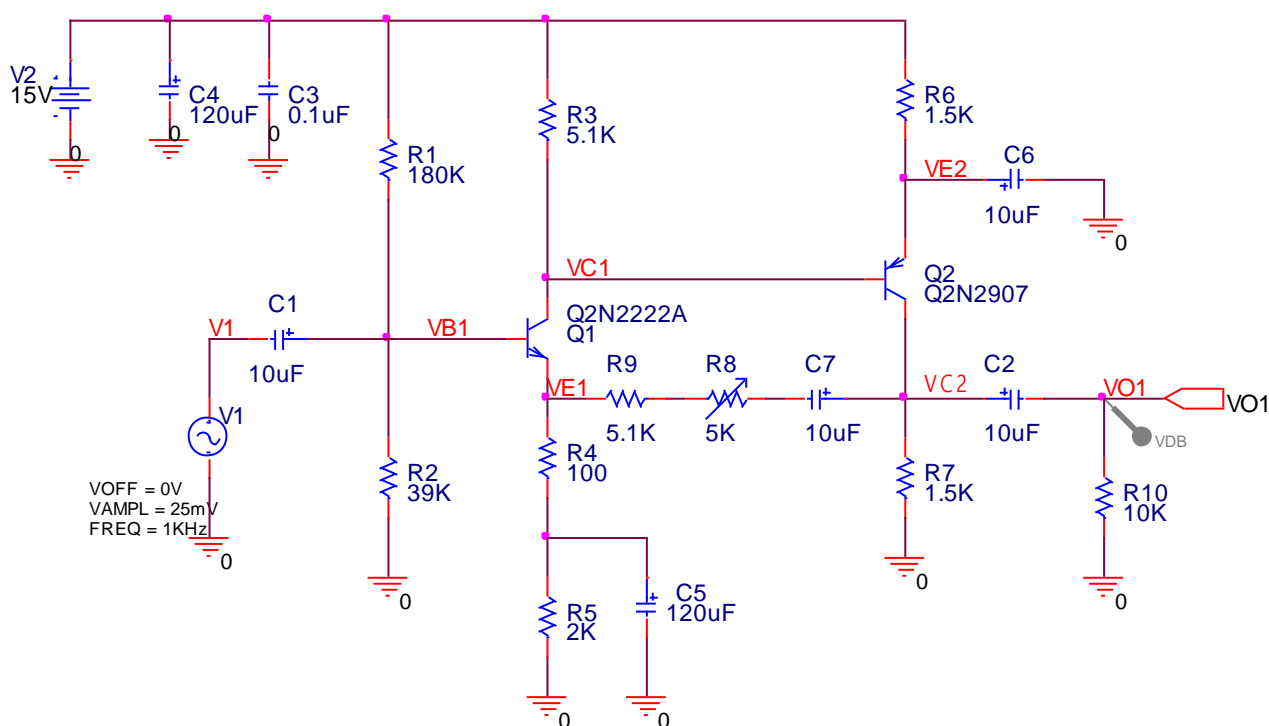 V2
15V
0
C4
120uF
0
C3
0.1uF
0
R1
180K
R3
5.1K
R6
1.5K
VE2
C6
10uF
0
VC1
Q2
Q2N2907
Q2N2222A
Q1
V1
C1
10uF
VB1
VE1
R9
5.1K
R8
5K
C7
10uF
VC2
C2
10uF
VO1
VO1
VDB
V1
VOFF = 0V
VAMPL = 25mV
FREQ = 1KHz
0
R2
39K
0
R4
100
R5
2K
0
C5
120uF
0
R7
1.5K
0
R10
10K
0